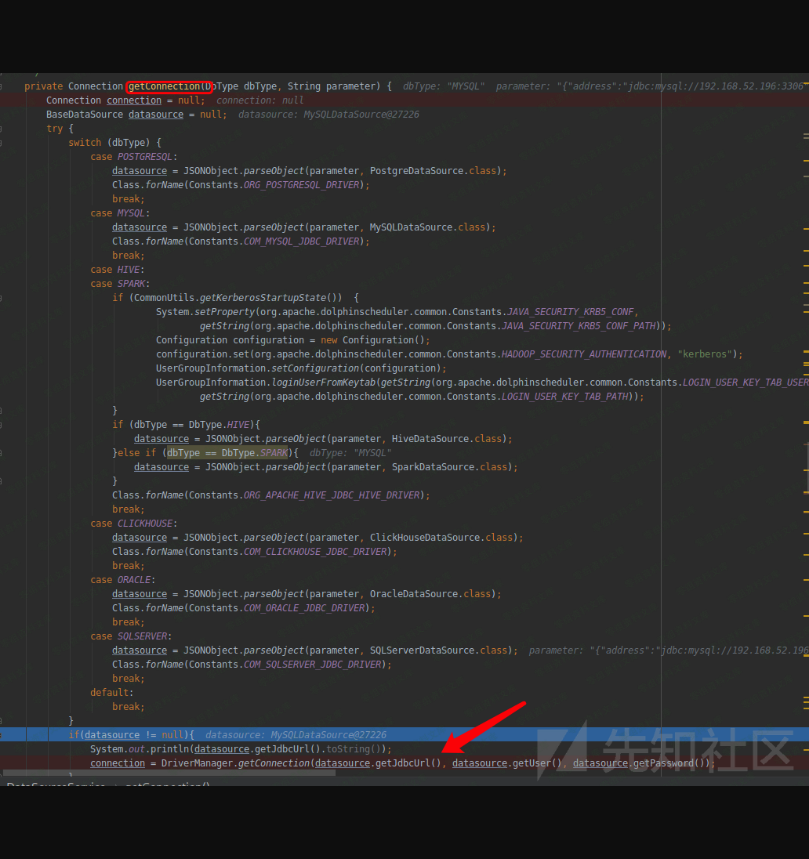 private Connection getConnection(DbType dbType, String parameter) {  dbType: "MYSQL"  parameter: "{"address":"jdbc:mysql://192.168.52.196:3306
Connection connection = null;  connection: null
BaseDataSource datasource = null;  datasource: MySQLDataSource@27226
try {
switch (dbType) {
case POSTGRESQL:
datasource = JSONObject.parseObject(parameter, PostgreDataSource.class);
Class.forName(Constants.ORG_POSTGRESQL_DRIVER);
break;
case MYSQL:
datasource = JSONObject.parseObject(parameter, MySQLDataSource.class);
Class.forName(Constants.COM_MYSQL_JDBC_DRIVER);
break;
case HIVE:
case SPARK:
if (CommonUtils.getKerberosStartupState())  {
System.setProperty(org.apache.dolphinscheduler.common.Constants.JAVA_SECURITY_KRB5_CONF,
getString(org.apache.dolphinscheduler.common.Constants.JAVA_SECURITY_KRB5_CONF_PATH));
Configuration configuration = new Configuration();
configuration.set(org.apache.dolphinscheduler.common.Constants.HADOOP_SECURITY_AUTHENTICATION, "kerberos");
UserGroupInformation.setConfiguration(configuration);
UserGroupInformation.loginUserFromKeytab(getString(org.apache.dolphinscheduler.common.Constants.LOGIN_USER_KEY_TAB_USER
getString(org.apache.dolphinscheduler.common.Constants.LOGIN_USER_KEY_TAB_PATH));
}
if (dbType == DbType.HIVE){
datasource = JSONObject.parseObject(parameter, HiveDataSource.class);
}else if (dbType == DbType.SPARK){  dbType: "MYSQL"
datasource = JSONObject.parseObject(parameter, SparkDataSource.class);
}
Class.forName(Constants.ORG_APACHE_HIVE_JDBC_HIVE_DRIVER);
break;
case CLICKHOUSE:
datasource = JSONObject.parseObject(parameter, ClickHouseDataSource.class);
Class.forName(Constants.COM_CLICKHOUSE_JDBC_DRIVER);
break;
case ORACLE:
datasource = JSONObject.parseObject(parameter, OracleDataSource.class);
Class.forName(Constants.COM_ORACLE_JDBC_DRIVER);
break;
case SQLSERVER:
datasource = JSONObject.parseObject(parameter, SQLServerDataSource.class);  parameter: "{"address":"jdbc:mysql://192.168.52.196
Class.forName(Constants.COM_SQLSERVER_JDBC_DRIVER);
break;
default:
break;
}
if(datasource != null){  datasource: MySQLDataSource@27226
System.out.println(datasource.getJdbcUrl().toString());
connection = DriverManager.getConnection(datasource.getJdbcUrl(), datasource.getUser(), datasource.getPassword());
先知社区